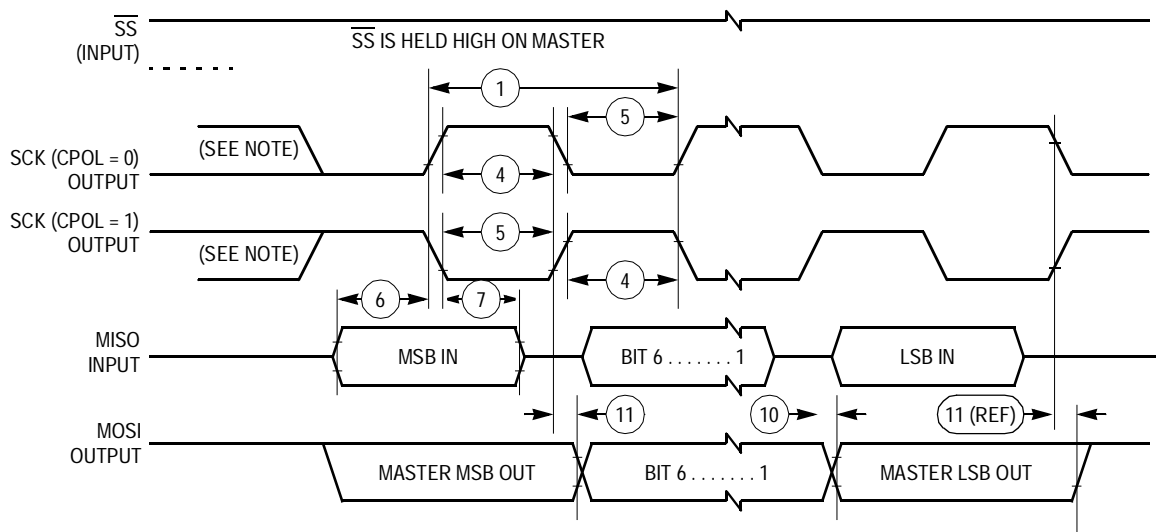 SS
(INPUT)
SS IS HELD HIGH ON MASTER
1
5
(SEE NOTE)
SCK (CPOL = 0)
OUTPUT
4
SCK (CPOL = 1)
OUTPUT
5
(SEE NOTE)
4
6
7
MISO
INPUT
MSB IN
BIT 6 . . . . . . . 1
LSB IN
11
10
11 (REF)
MOSI
OUTPUT
MASTER MSB OUT
BIT 6 . . . . . . . 1
MASTER LSB OUT